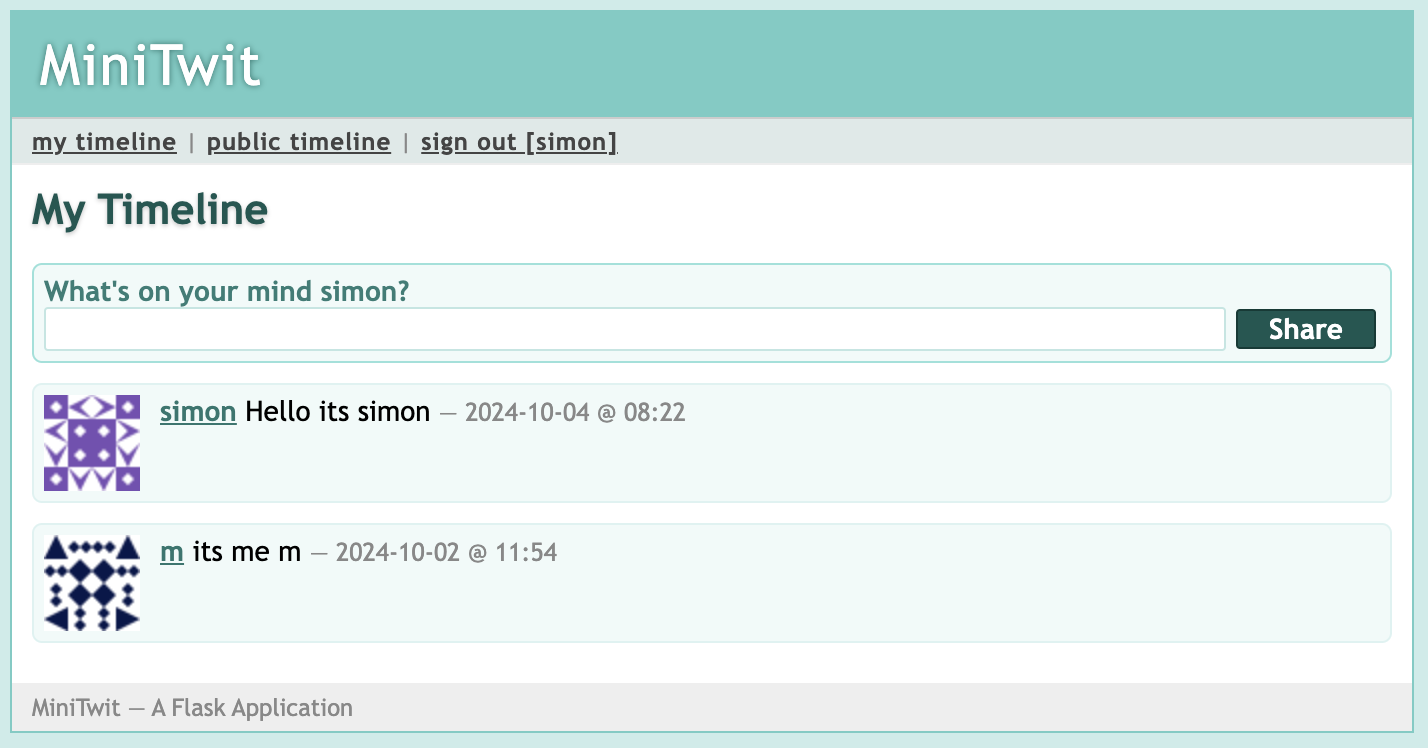 MiniTwit
my timeline | public timeline | sign out [simon]
My Timeline
What's on your mind simon?
Share
simon Hello its simon — 2024-10-04 @ 08:22
m its me m — 2024-10-02 @ 11:54
MiniTwit — A Flask Application